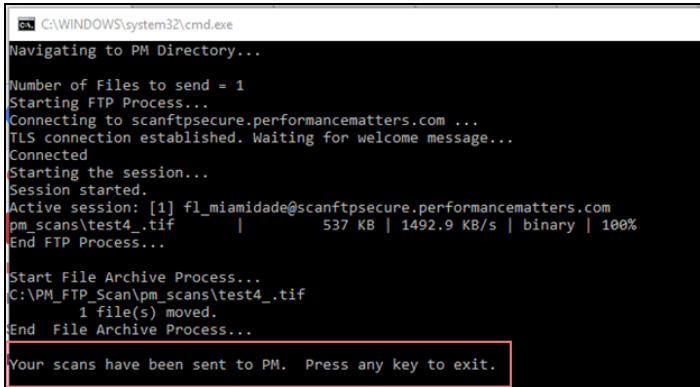 C:\WINDOWS\system32\cmd.exe
Navigating to PM Directory...
Number of Files to send = 1
Starting FTP Process...
Connecting to scanftpsecure.performancematters.com ...
TLS connection established. Waiting for welcome message...
Connected
Starting the session...
Session started.
Active session: [1] fl_miamidade@scanftpsecure.performancematters.com
pm_scans\test4_.tif | 537 KB | 1492.9 KB/s | binary | 100%
End FTP Process...
Start File Archive Process...
C:\PM_FTP_Scan\pm_scans\test4_.tif
1 file(s) moved.
End File Archive Process...
Your scans have been sent to PM. Press any key to exit.